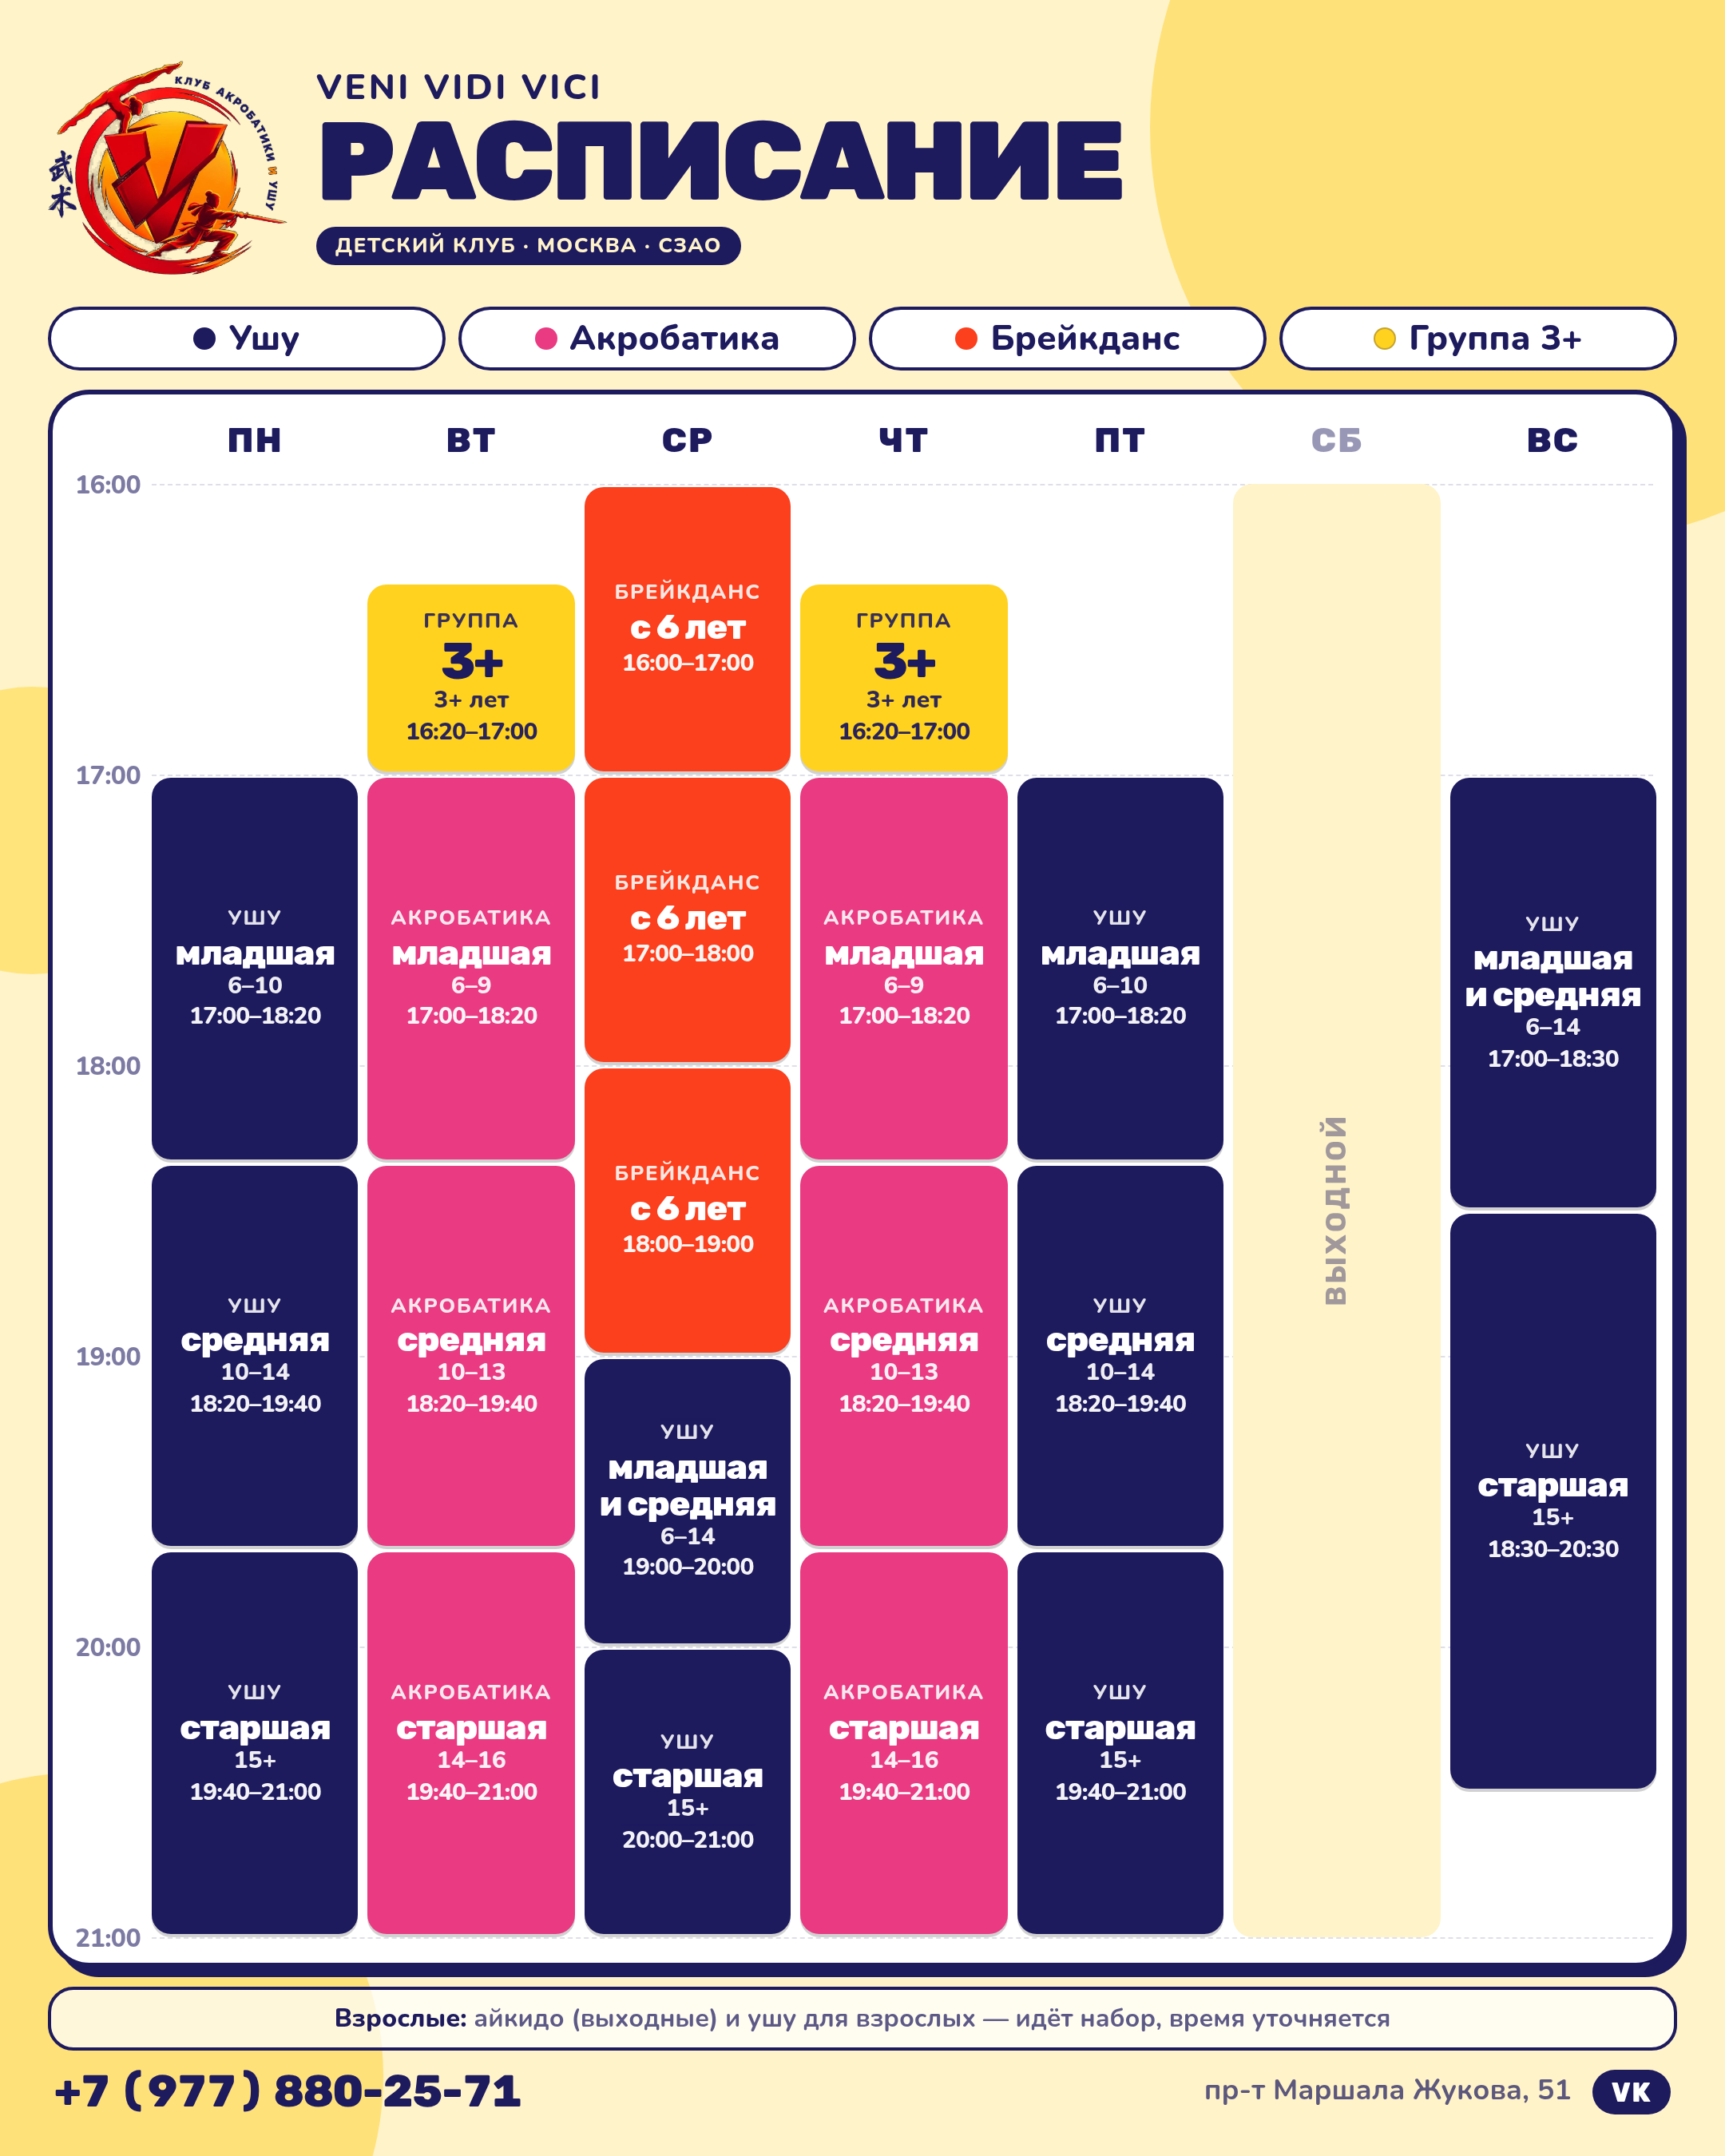 КЛУБ АКРОБАТИКИ И УШУ
武术
VENI VIDI VICI
РАСПИСАНИЕ
ДЕТСКИЙ КЛУБ · МОСКВА · СЗАО
Ушу
Акробатика
Брейкданс
Группа 3+
ПН ВТ СР ЧТ ПТ СБ ВС
16:00
17:00
18:00
19:00
20:00
21:00
УШУ
младшая
6–10
17:00–18:20
УШУ
средняя
10–14
18:20–19:40
УШУ
старшая
15+
19:40–21:00
ГРУППА
3+
3+ лет
16:20–17:00
АКРОБАТИКА
младшая
6–9
17:00–18:20
АКРОБАТИКА
средняя
10–13
18:20–19:40
АКРОБАТИКА
старшая
14–16
19:40–21:00
БРЕЙКДАНС
с 6 лет
16:00–17:00
БРЕЙКДАНС
с 6 лет
17:00–18:00
БРЕЙКДАНС
с 6 лет
18:00–19:00
УШУ
младшая
и средняя
6–14
19:00–20:00
УШУ
старшая
15+
20:00–21:00
ГРУППА
3+
3+ лет
16:20–17:00
АКРОБАТИКА
младшая
6–9
17:00–18:20
АКРОБАТИКА
средняя
10–13
18:20–19:40
АКРОБАТИКА
старшая
14–16
19:40–21:00
УШУ
младшая
6–10
17:00–18:20
УШУ
средняя
10–14
18:20–19:40
УШУ
старшая
15+
19:40–21:00
ВЫХОДНОЙ
УШУ
младшая
и средняя
6–14
17:00–18:30
УШУ
старшая
15+
18:30–20:30
Взрослые: айкидо (выходные) и ушу для взрослых — идёт набор, время уточняется
+7 (977) 880-25-71
пр-т Маршала Жукова, 51
VK